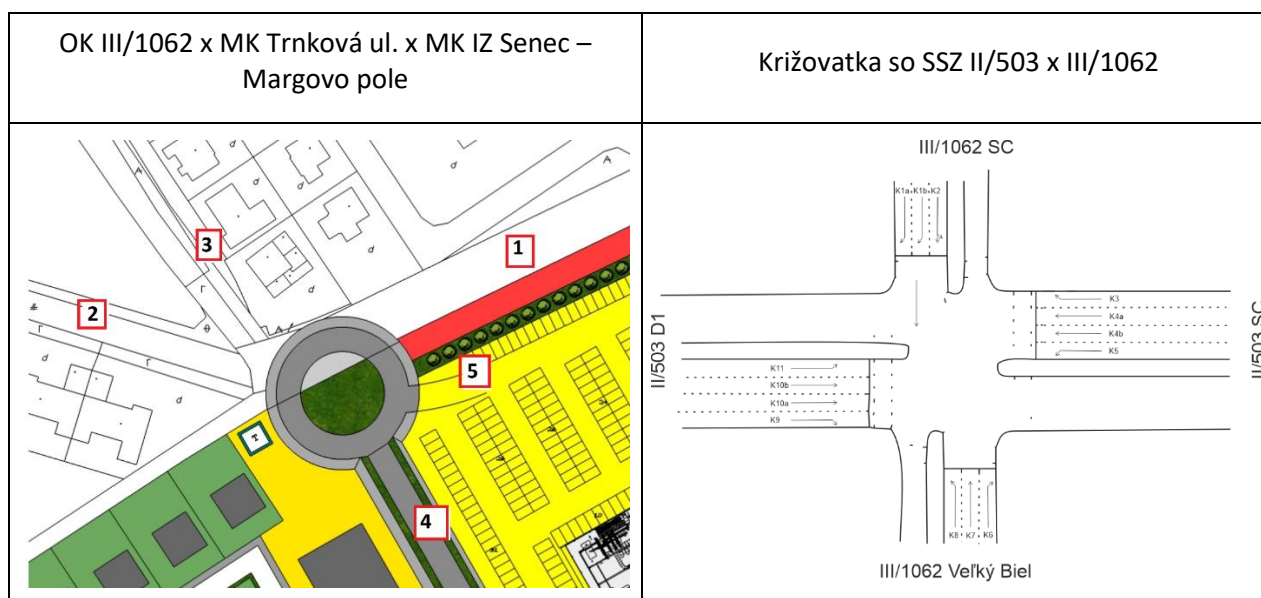 OK III/1062 x MK Trnková ul. x MK IZ Senec –
Margovo pole
Križovatka so SSZ II/503 x III/1062
1
3
2
5
4
T
A
A
A
d
d
d
d
d
d
d
r
r
r
III/1062 SC
K1a
K1b
K2
II/503 D1
K3
K4a
K4b
K5
II/503 SC
K11
K10b
K10a
K9
K8
K7
K6
III/1062 Veľký Biel